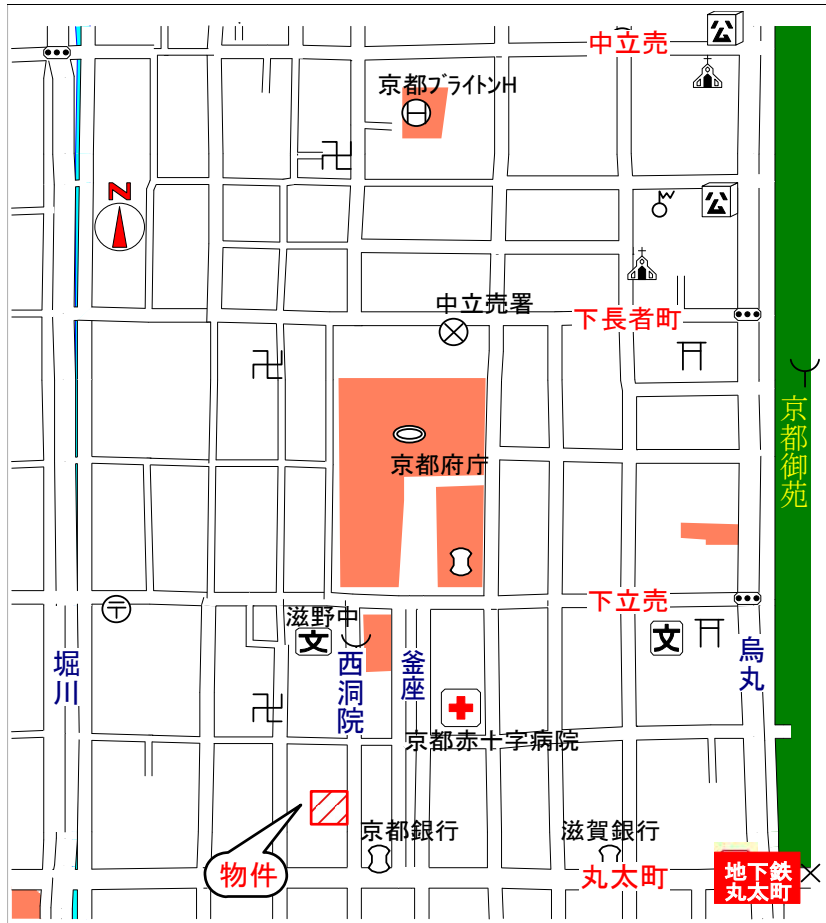 中立売
公
京都ブライトンH
H
N
公
中立売署
下長者町
京都御苑
京都府庁
〒
下立売
滋野中
文
文
堀川
西洞院
釜座
烏丸
京都赤十字病院
京都銀行
滋賀銀行
物件
丸太町
地下鉄
丸太町